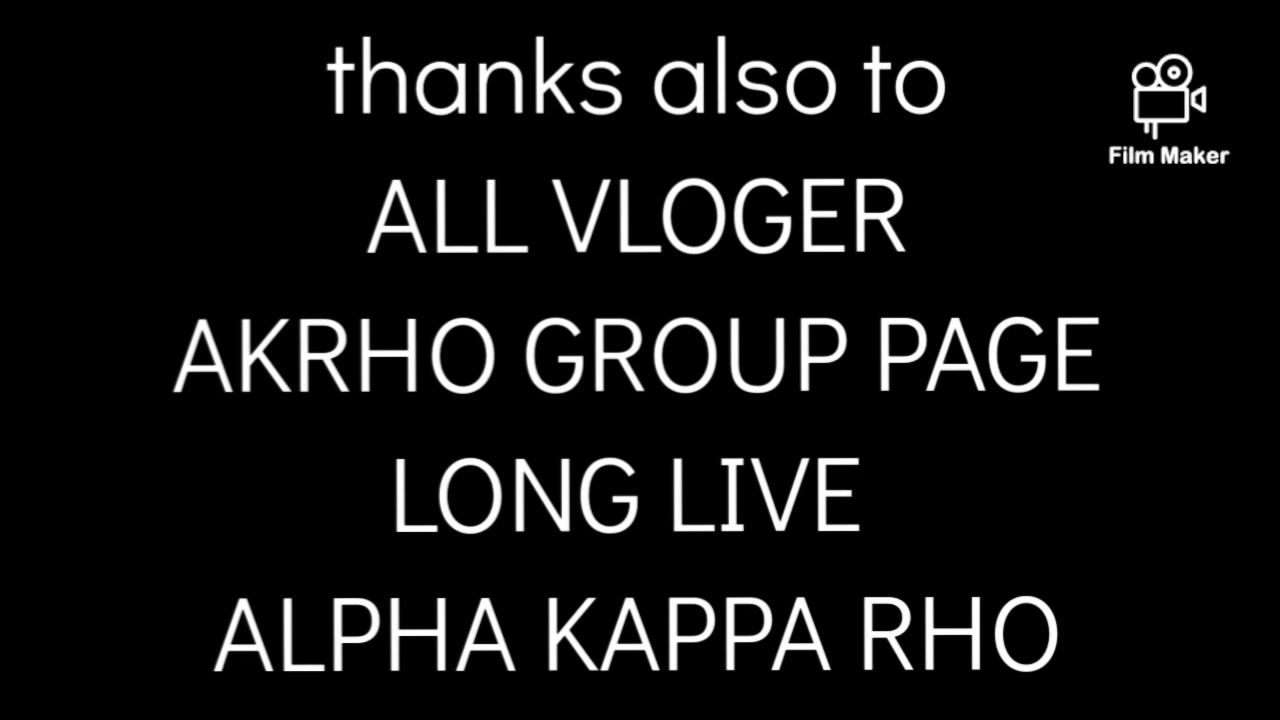 thanks also to
Film Maker
ALL VLOGER
AKRHO GROUP PAGE
LONG LIVE
ALPHA KAPPA RHO